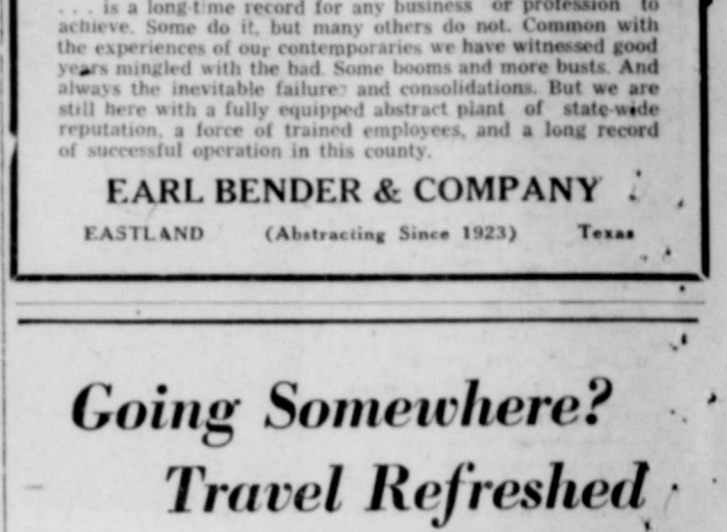 . . . is a long-time record for any business or profession to
achieve. Some do it, but many others do not. Common with
the experiences of our contemporaries we have witnessed good
years mingled with the bad. Some booms and more busts. And
always the inevitable failures and consolidations. But we are
still here with a fully equipped abstract plant of state-wide
reputation, a force of trained employees, and a long record
of successful operation in this county.
EARL BENDER & COMPANY
EASTLAND (Abstracting Since 1923) Texas
Going Somewhere?
Travel Refreshed